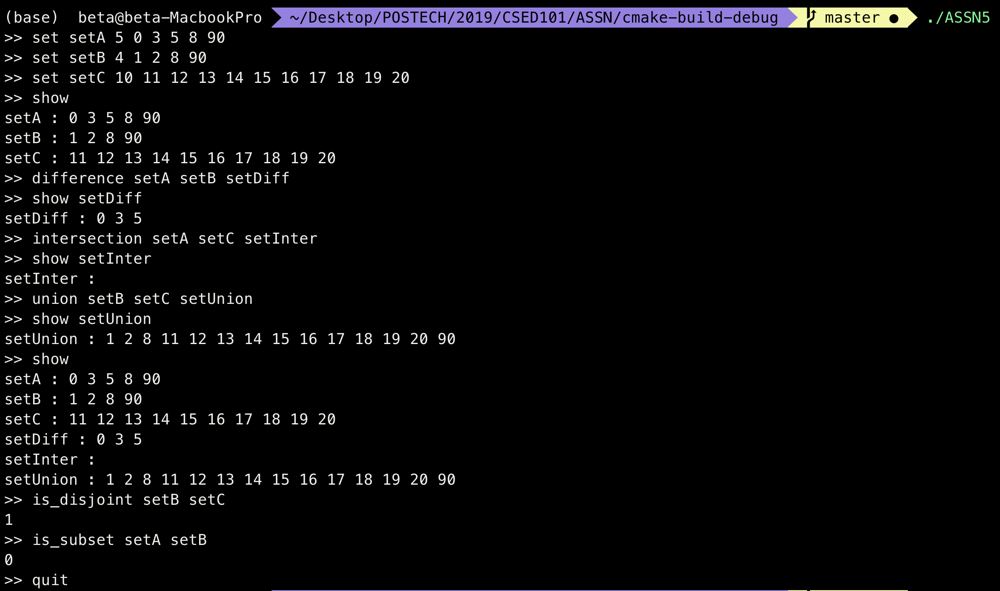 (base)  beta@beta-MacbookPro  ~/Desktop/POSTECH/2019/CSED101/ASSN/cmake-build-debug  master ● ./ASSN5
>> set setA 5 0 3 5 8 90
>> set setB 4 1 2 8 90
>> set setC 10 11 12 13 14 15 16 17 18 19 20
>> show
setA : 0 3 5 8 90
setB : 1 2 8 90
setC : 11 12 13 14 15 16 17 18 19 20
>> difference setA setB setDiff
>> show setDiff
setDiff : 0 3 5
>> intersection setA setC setInter
>> show setInter
setInter :
>> union setB setC setUnion
>> show setUnion
setUnion : 1 2 8 11 12 13 14 15 16 17 18 19 20 90
>> show
setA : 0 3 5 8 90
setB : 1 2 8 90
setC : 11 12 13 14 15 16 17 18 19 20
setDiff : 0 3 5
setInter :
setUnion : 1 2 8 11 12 13 14 15 16 17 18 19 20 90
>> is_disjoint setB setC
1
>> is_subset setA setB
0
>> quit